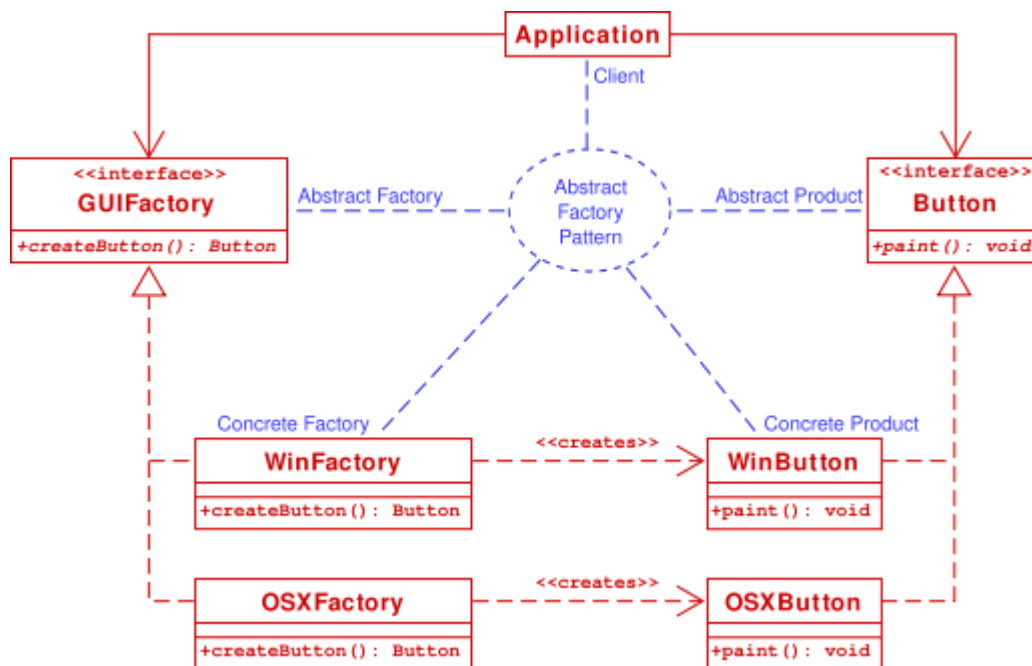 Application
Client
<<interface>>
GUIFactory
+createButton(): Button
Abstract Factory
Abstract
Factory
Pattern
Abstract Product
<<interface>>
Button
+paint(): void
Concrete Factory
WinFactory
+createButton(): Button
<<creates>>
Concrete Product
WinButton
+paint(): void
OSXFactory
+createButton(): Button
<<creates>>
OSXButton
+paint(): void